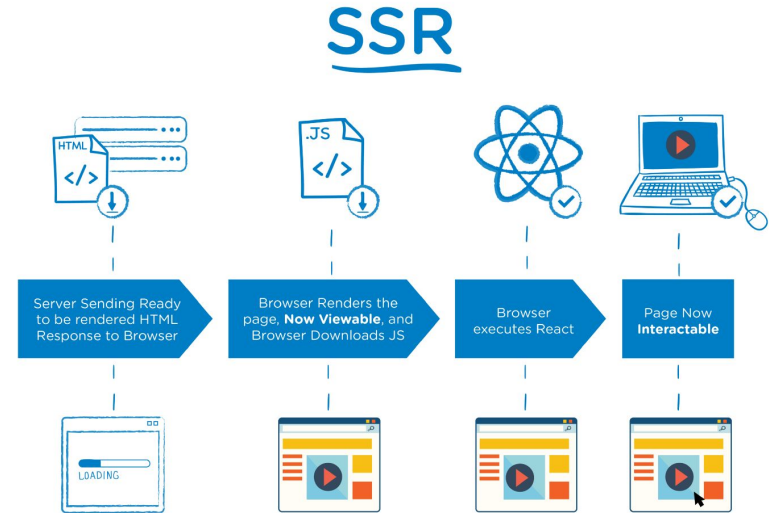 SSR
HTML
</>
.JS
</>
Server Sending Ready
to be rendered HTML
Response to Browser
Browser Renders the
page, Now Viewable, and
Browser Downloads JS
Browser
executes React
Page Now
Interactable
LOADING